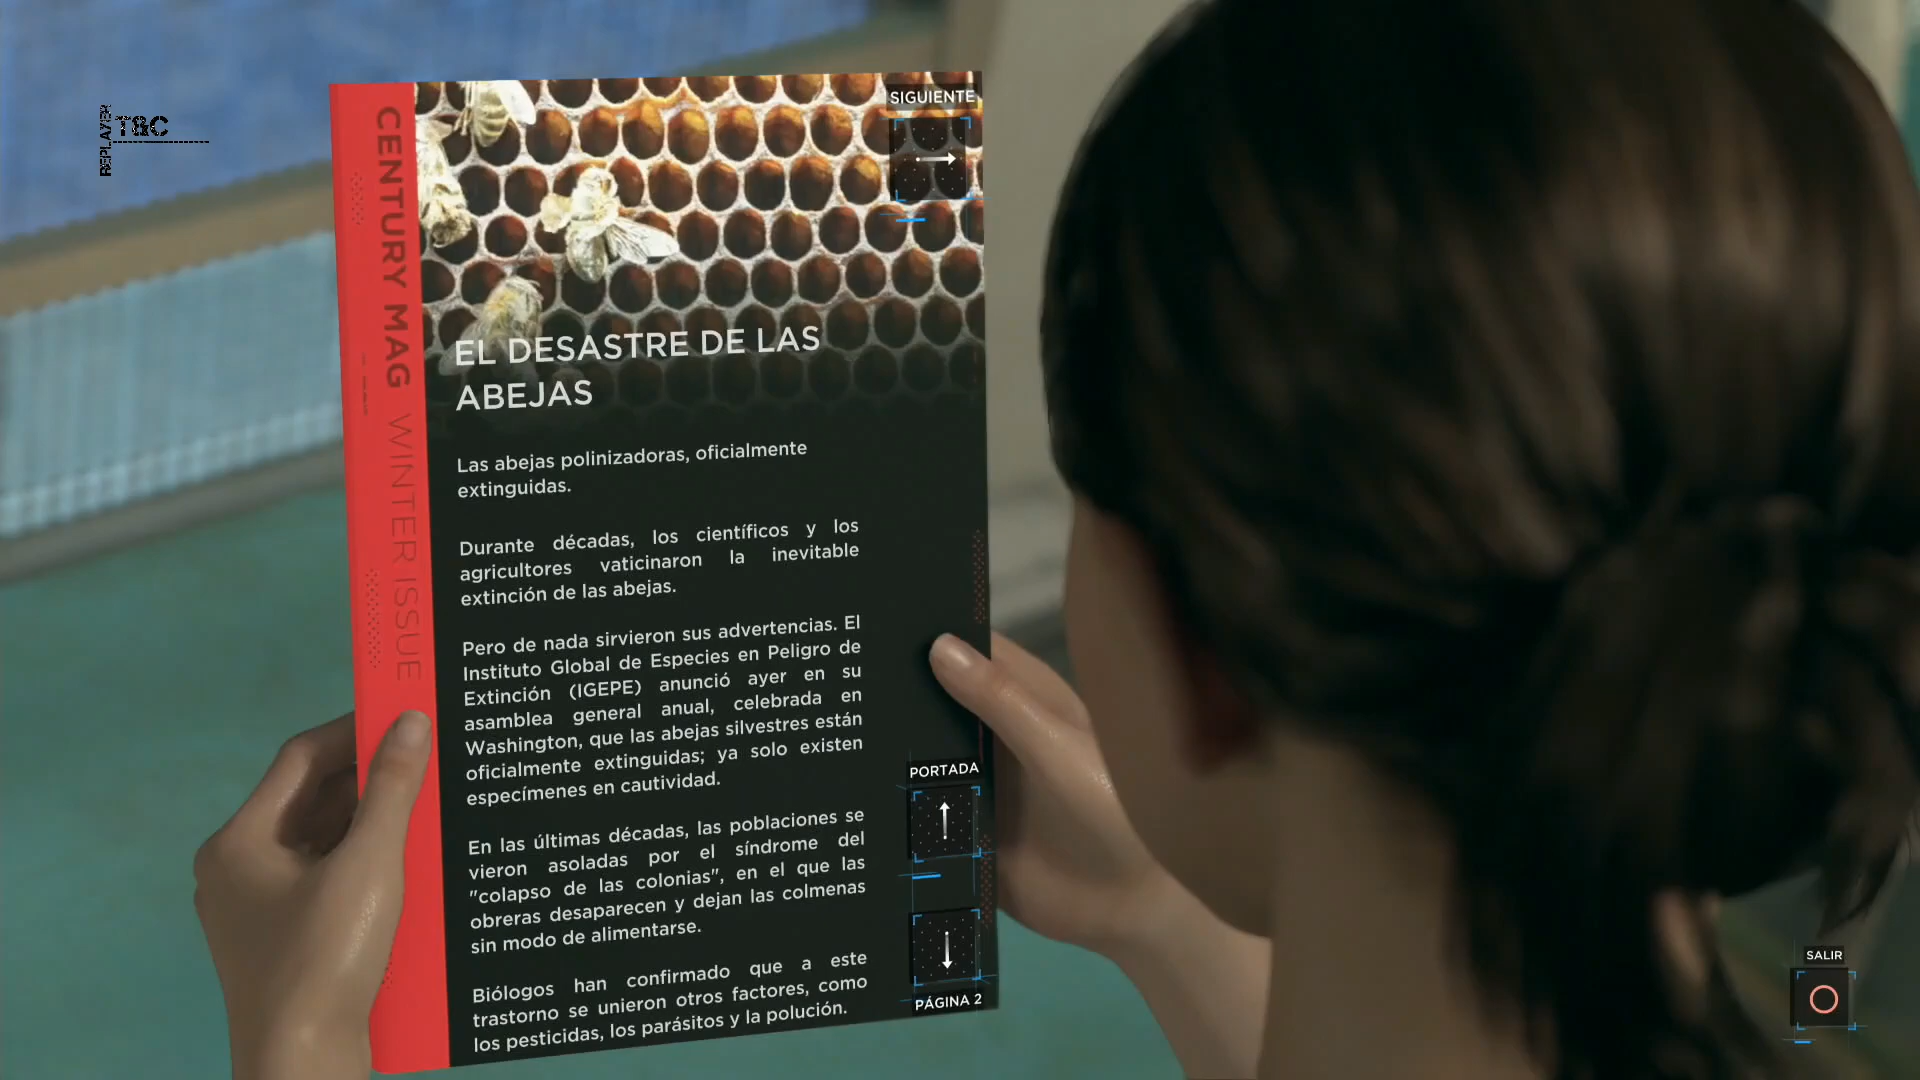 REPLAYER
T&C
CENTURY MAG WINTER ISSUE
SIGUIENTE
EL DESASTRE DE LAS
ABEJAS
Las abejas polinizadoras, oficialmente
extinguidas.
Durante décadas, los científicos y los
agricultores vaticinaron la inevitable
extinción de las abejas.
Pero de nada sirvieron sus advertencias. El
Instituto Global de Especies en Peligro de
Extinción (IGEPE) anunció ayer en su
asamblea general anual, celebrada en
Washington, que las abejas silvestres están
oficialmente extinguidas; ya solo existen
especímenes en cautividad.
En las últimas décadas, las poblaciones se
vieron asoladas por el síndrome del
"colapso de las colonias", en el que las
obreras desaparecen y dejan las colmenas
sin modo de alimentarse.
Biólogos han confirmado que a este
trastorno se unieron otros factores, como
los pesticidas, los parásitos y la polución.
PORTADA
PÁGINA 2
SALIR